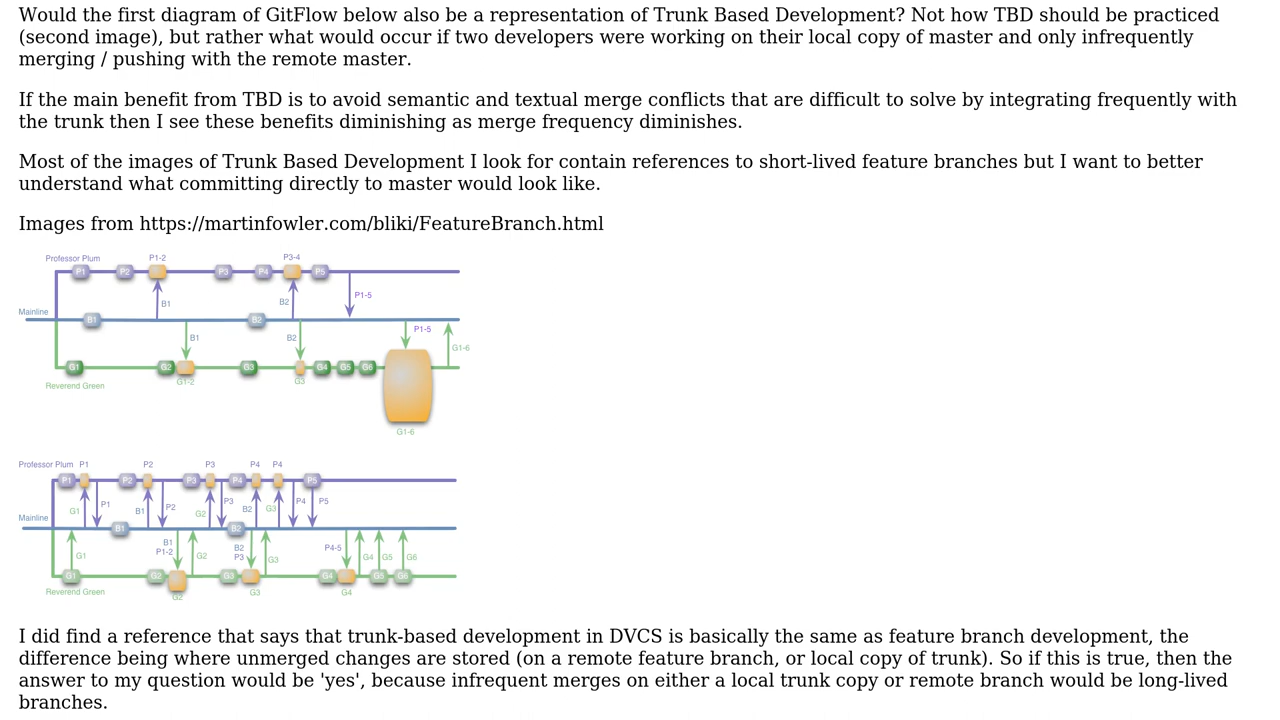 Would the first diagram of GitFlow below also be a representation of Trunk Based Development? Not how TBD should be practiced
(second image), but rather what would occur if two developers were working on their local copy of master and only infrequently
merging / pushing with the remote master.
If the main benefit from TBD is to avoid semantic and textual merge conflicts that are difficult to solve by integrating frequently with
the trunk then I see these benefits diminishing as merge frequency diminishes.
Most of the images of Trunk Based Development I look for contain references to short-lived feature branches but I want to better
understand what committing directly to master would look like.
Images from https://martinfowler.com/bliki/FeatureBranch.html
Professor Plum P1-2 P3-4
P1 P2 P3 P4 P5
B1 B2 P1-5
Mainline
B1 B2
P1-5
B1 B2
G1-6
G1 G2 G3 G4 G5 G6
G1-2 G3
Reverend Green
G1-6
Professor Plum P1 P2 P3 P4 P4
P1 P2 P3 P4 P5
G1 P1 B1 P2 G2 P3 B2 G3 P4 P5
Mainline
B1 B2
B1 B2 P4-5
P1-2 P3
G1 G2 G3 G4 G5 G6
G1 G2 G3 G4 G5 G6
Reverend Green G2 G3 G4
I did find a reference that says that trunk-based development in DVCS is basically the same as feature branch development, the
difference being where unmerged changes are stored (on a remote feature branch, or local copy of trunk). So if this is true, then the
answer to my question would be 'yes', because infrequent merges on either a local trunk copy or remote branch would be long-lived
branches.